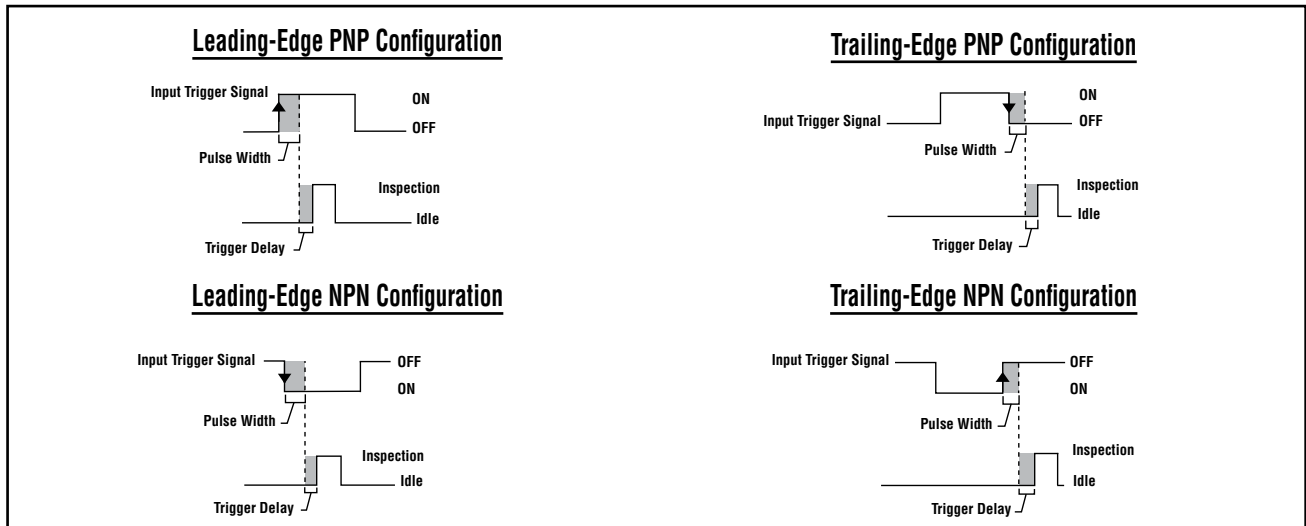 Leading-Edge PNP Configuration
Input Trigger Signal
ON
OFF
Pulse Width
Inspection
Idle
Trigger Delay
Trailing-Edge PNP Configuration
ON
Input Trigger Signal
OFF
Pulse Width
Inspection
Idle
Trigger Delay
Leading-Edge NPN Configuration
Input Trigger Signal
OFF
ON
Pulse Width
Inspection
Idle
Trigger Delay
Trailing-Edge NPN Configuration
Input Trigger Signal
OFF
ON
Pulse Width
Inspection
Idle
Trigger Delay